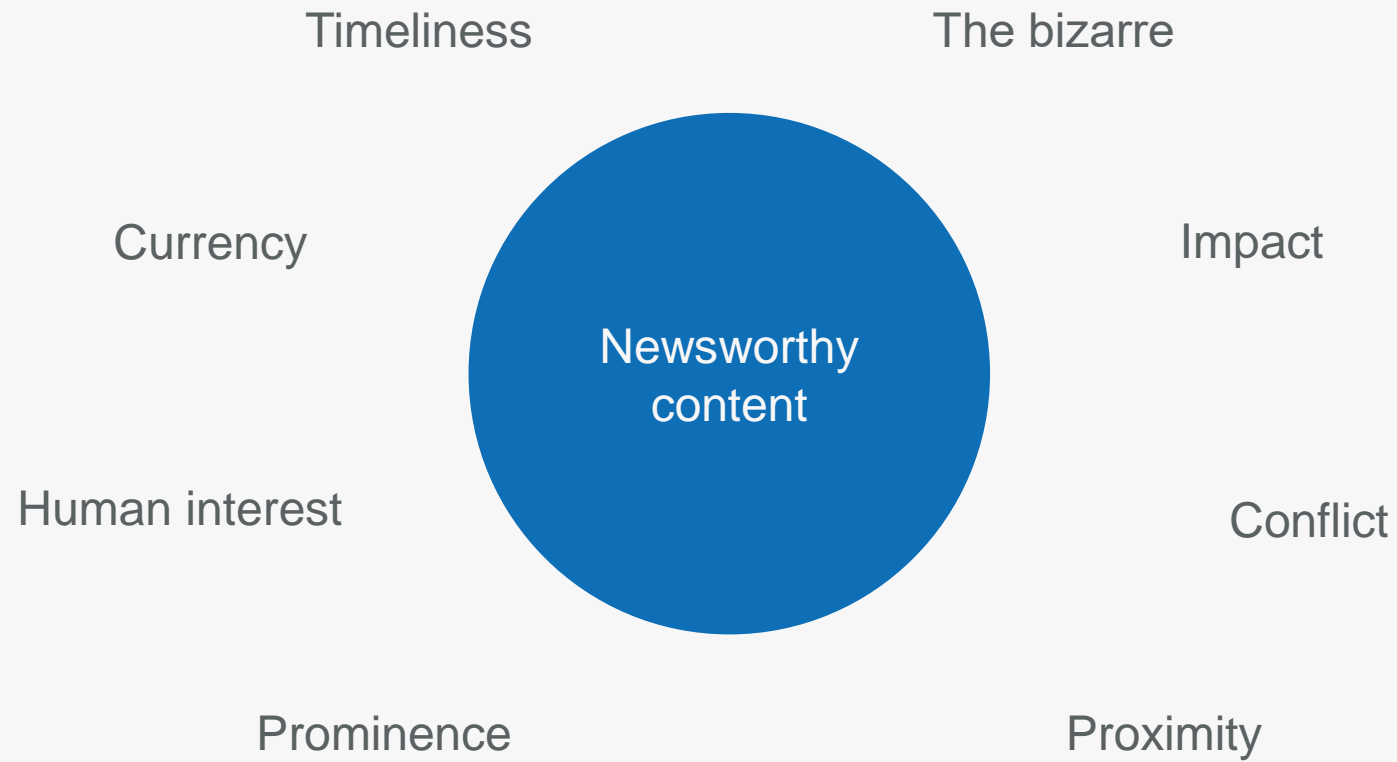 Timeliness
The bizarre
Currency
Impact
Newsworthy
content
Human interest
Conflict
Prominence
Proximity